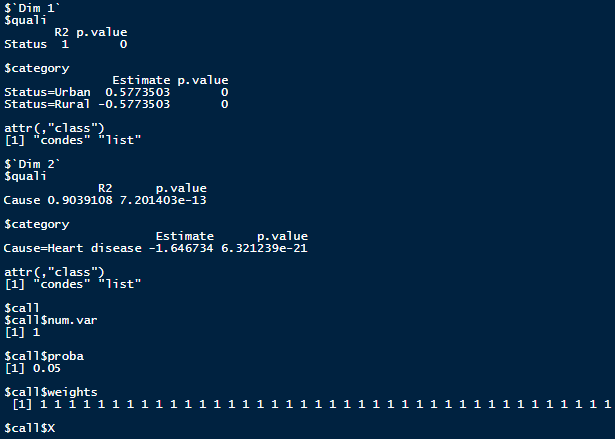 $`Dim 1`
$quali
       R2 p.value
Status  1       0

$category
               Estimate p.value
Status=Urban  0.5773503       0
Status=Rural -0.5773503       0

attr(,"class")
[1] "condes" "list"

$`Dim 2`
$quali
             R2      p.value
Cause 0.9039108 7.201403e-13

$category
                     Estimate      p.value
Cause=Heart disease -1.646734 6.321239e-21

attr(,"class")
[1] "condes" "list"

$call
$call$num.var
[1] 1

$call$proba
[1] 0.05

$call$weights
 [1] 1 1 1 1 1 1 1 1 1 1 1 1 1 1 1 1 1 1 1 1 1 1 1 1 1 1 1 1 1 1 1 1 1 1 1 1 1 1 1 1

$call$X